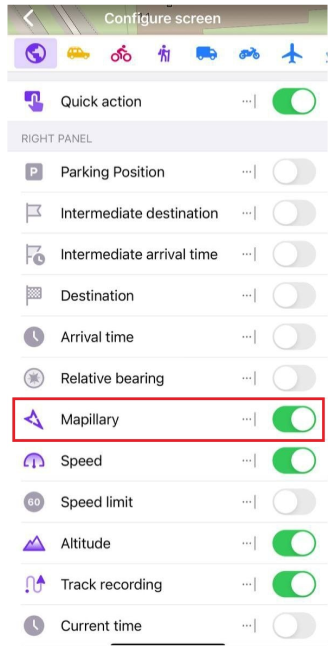 Configure screen
Quick action
RIGHT PANEL
P Parking Position
Intermediate destination
Intermediate arrival time
Destination
Arrival time
Relative bearing
Mapillary
Speed
60 Speed limit
Altitude
Track recording
Current time